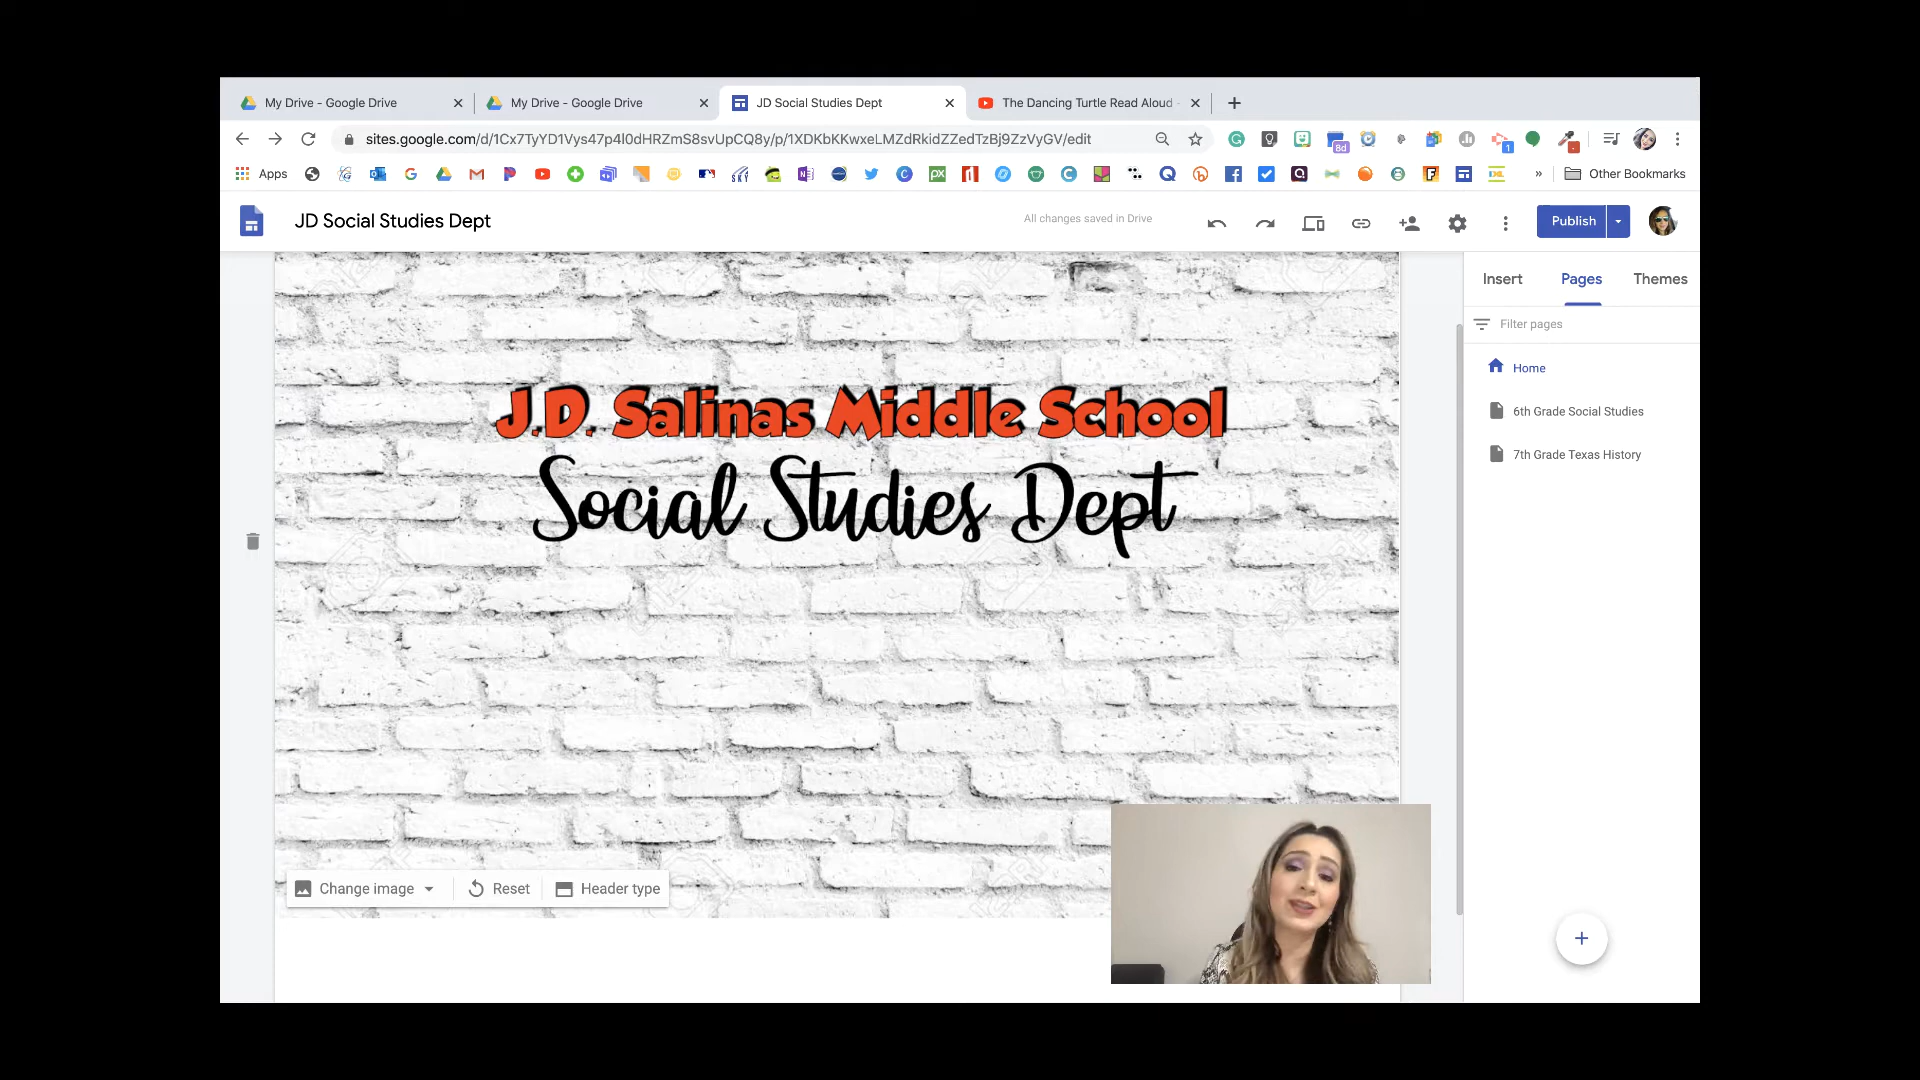 My Drive - Google Drive
My Drive - Google Drive
JD Social Studies Dept
The Dancing Turtle Read Aloud -
sites.google.com/d/1Cx7TyYD1Vys47p4l0dHRZmS8svUpCQ8y/p/1XDKbKKwxeLMZdRkidZZedTzBj9ZzVyGV/edit
8d
1
Apps
Other Bookmarks
JD Social Studies Dept
All changes saved in Drive
Publish
Insert
Pages
Themes
Filter pages
Home
6th Grade Social Studies
7th Grade Texas History
J.D. Salinas Middle School
Social Studies Dept
Change image
Reset
Header type